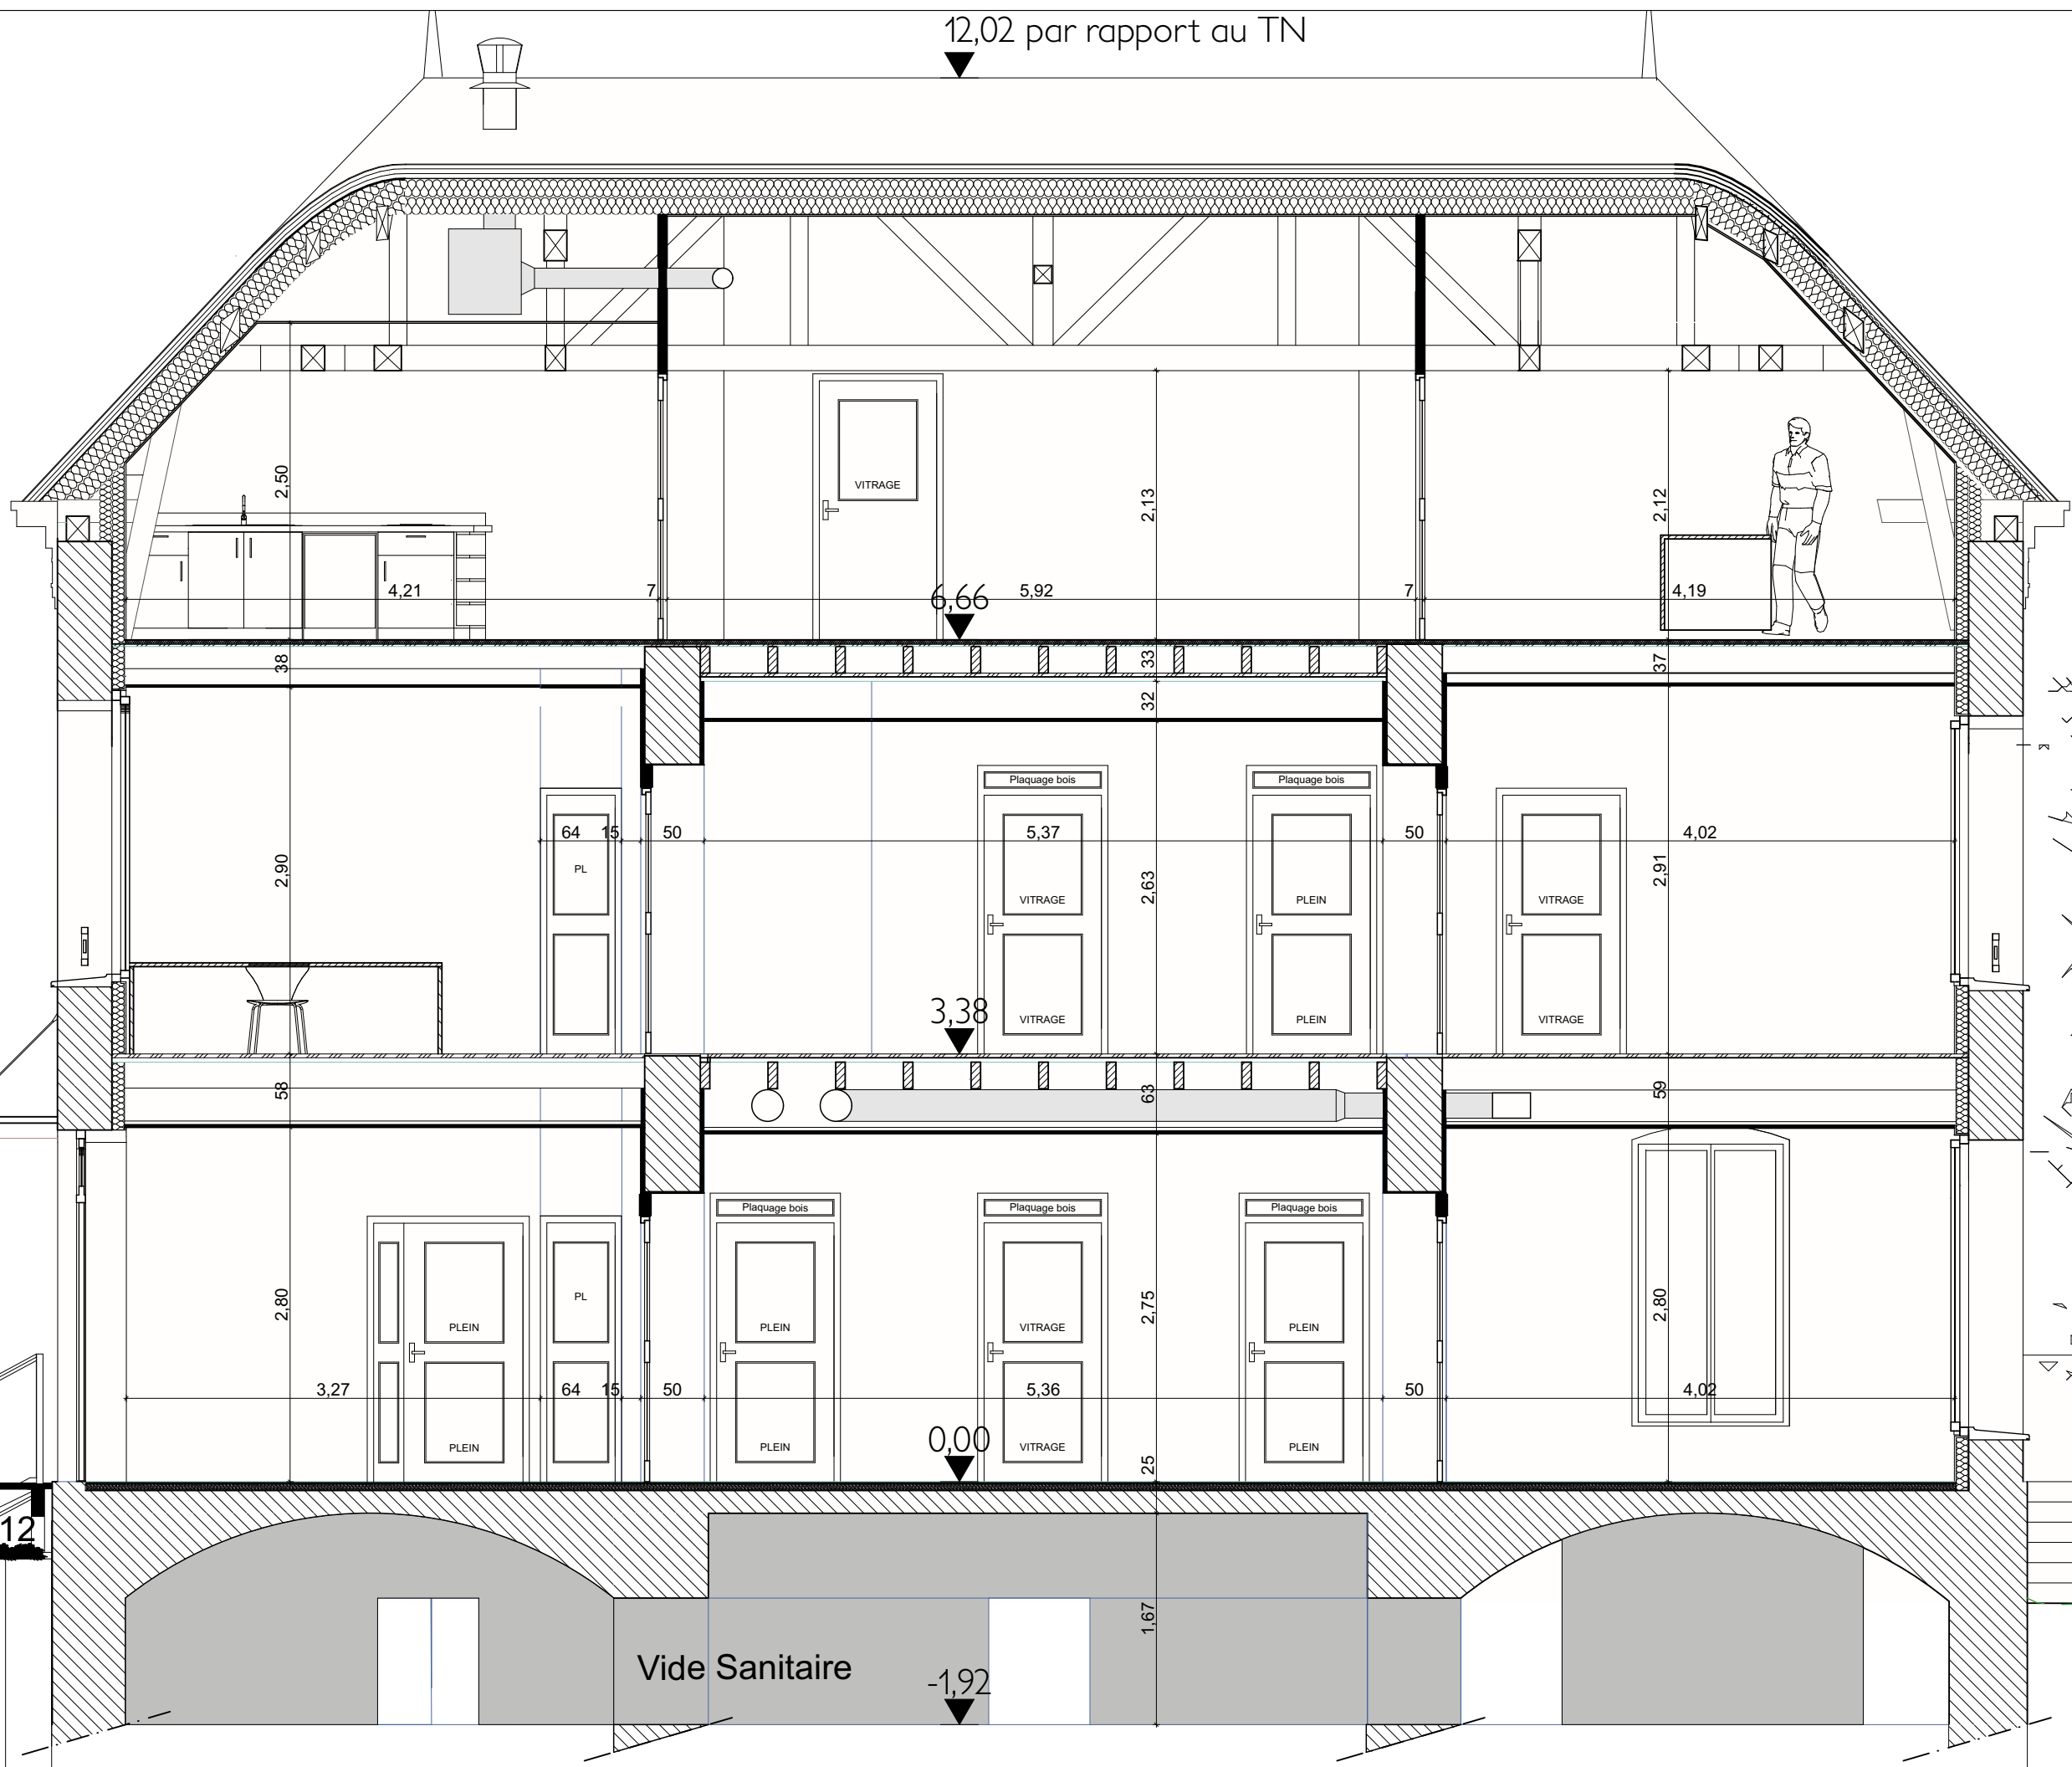 12,02 par rapport au TN
VITRAGE
2,50
2,13
2,12
4,21
7
5,92
7
4,19
6,66
38
33
37
32
Plaquage bois
Plaquage bois
64
15
50
5,37
50
4,02
PL
2,90
2,63
2,91
VITRAGE
PLEIN
VITRAGE
3,38
VITRAGE
PLEIN
VITRAGE
58
63
59
Plaquage bois
Plaquage bois
Plaquage bois
PL
2,80
2,75
2,80
PLEIN
PLEIN
VITRAGE
PLEIN
3,27
64
15
50
5,36
50
4,02
0,00
PLEIN
PLEIN
VITRAGE
PLEIN
25
12
1,67
Vide Sanitaire
-1,92